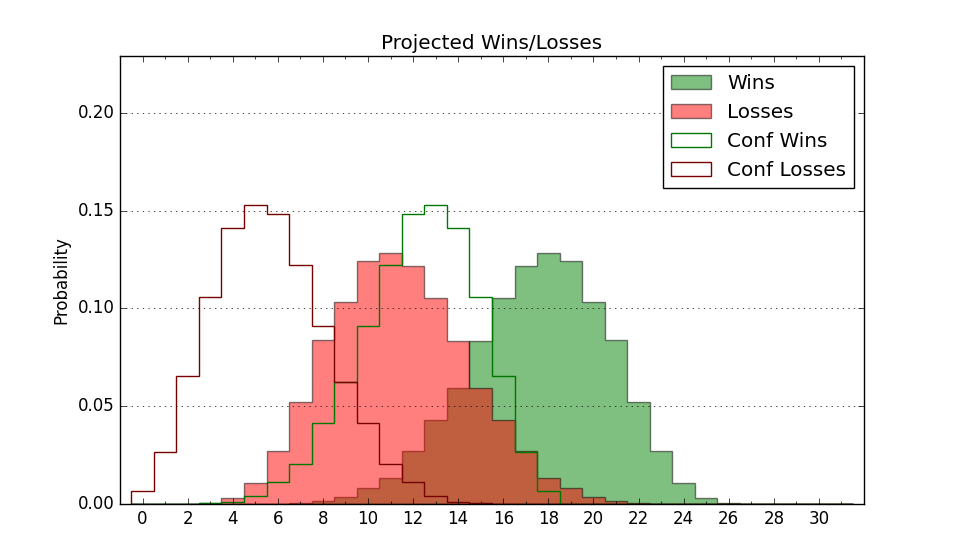 Projected Wins/Losses
Wins
Losses
Conf Wins
Conf Losses
Probability
0.20
0.15
0.10
0.05
0.00
0 2 4 6 8 10 12 14 16 18 20 22 24 26 28 30